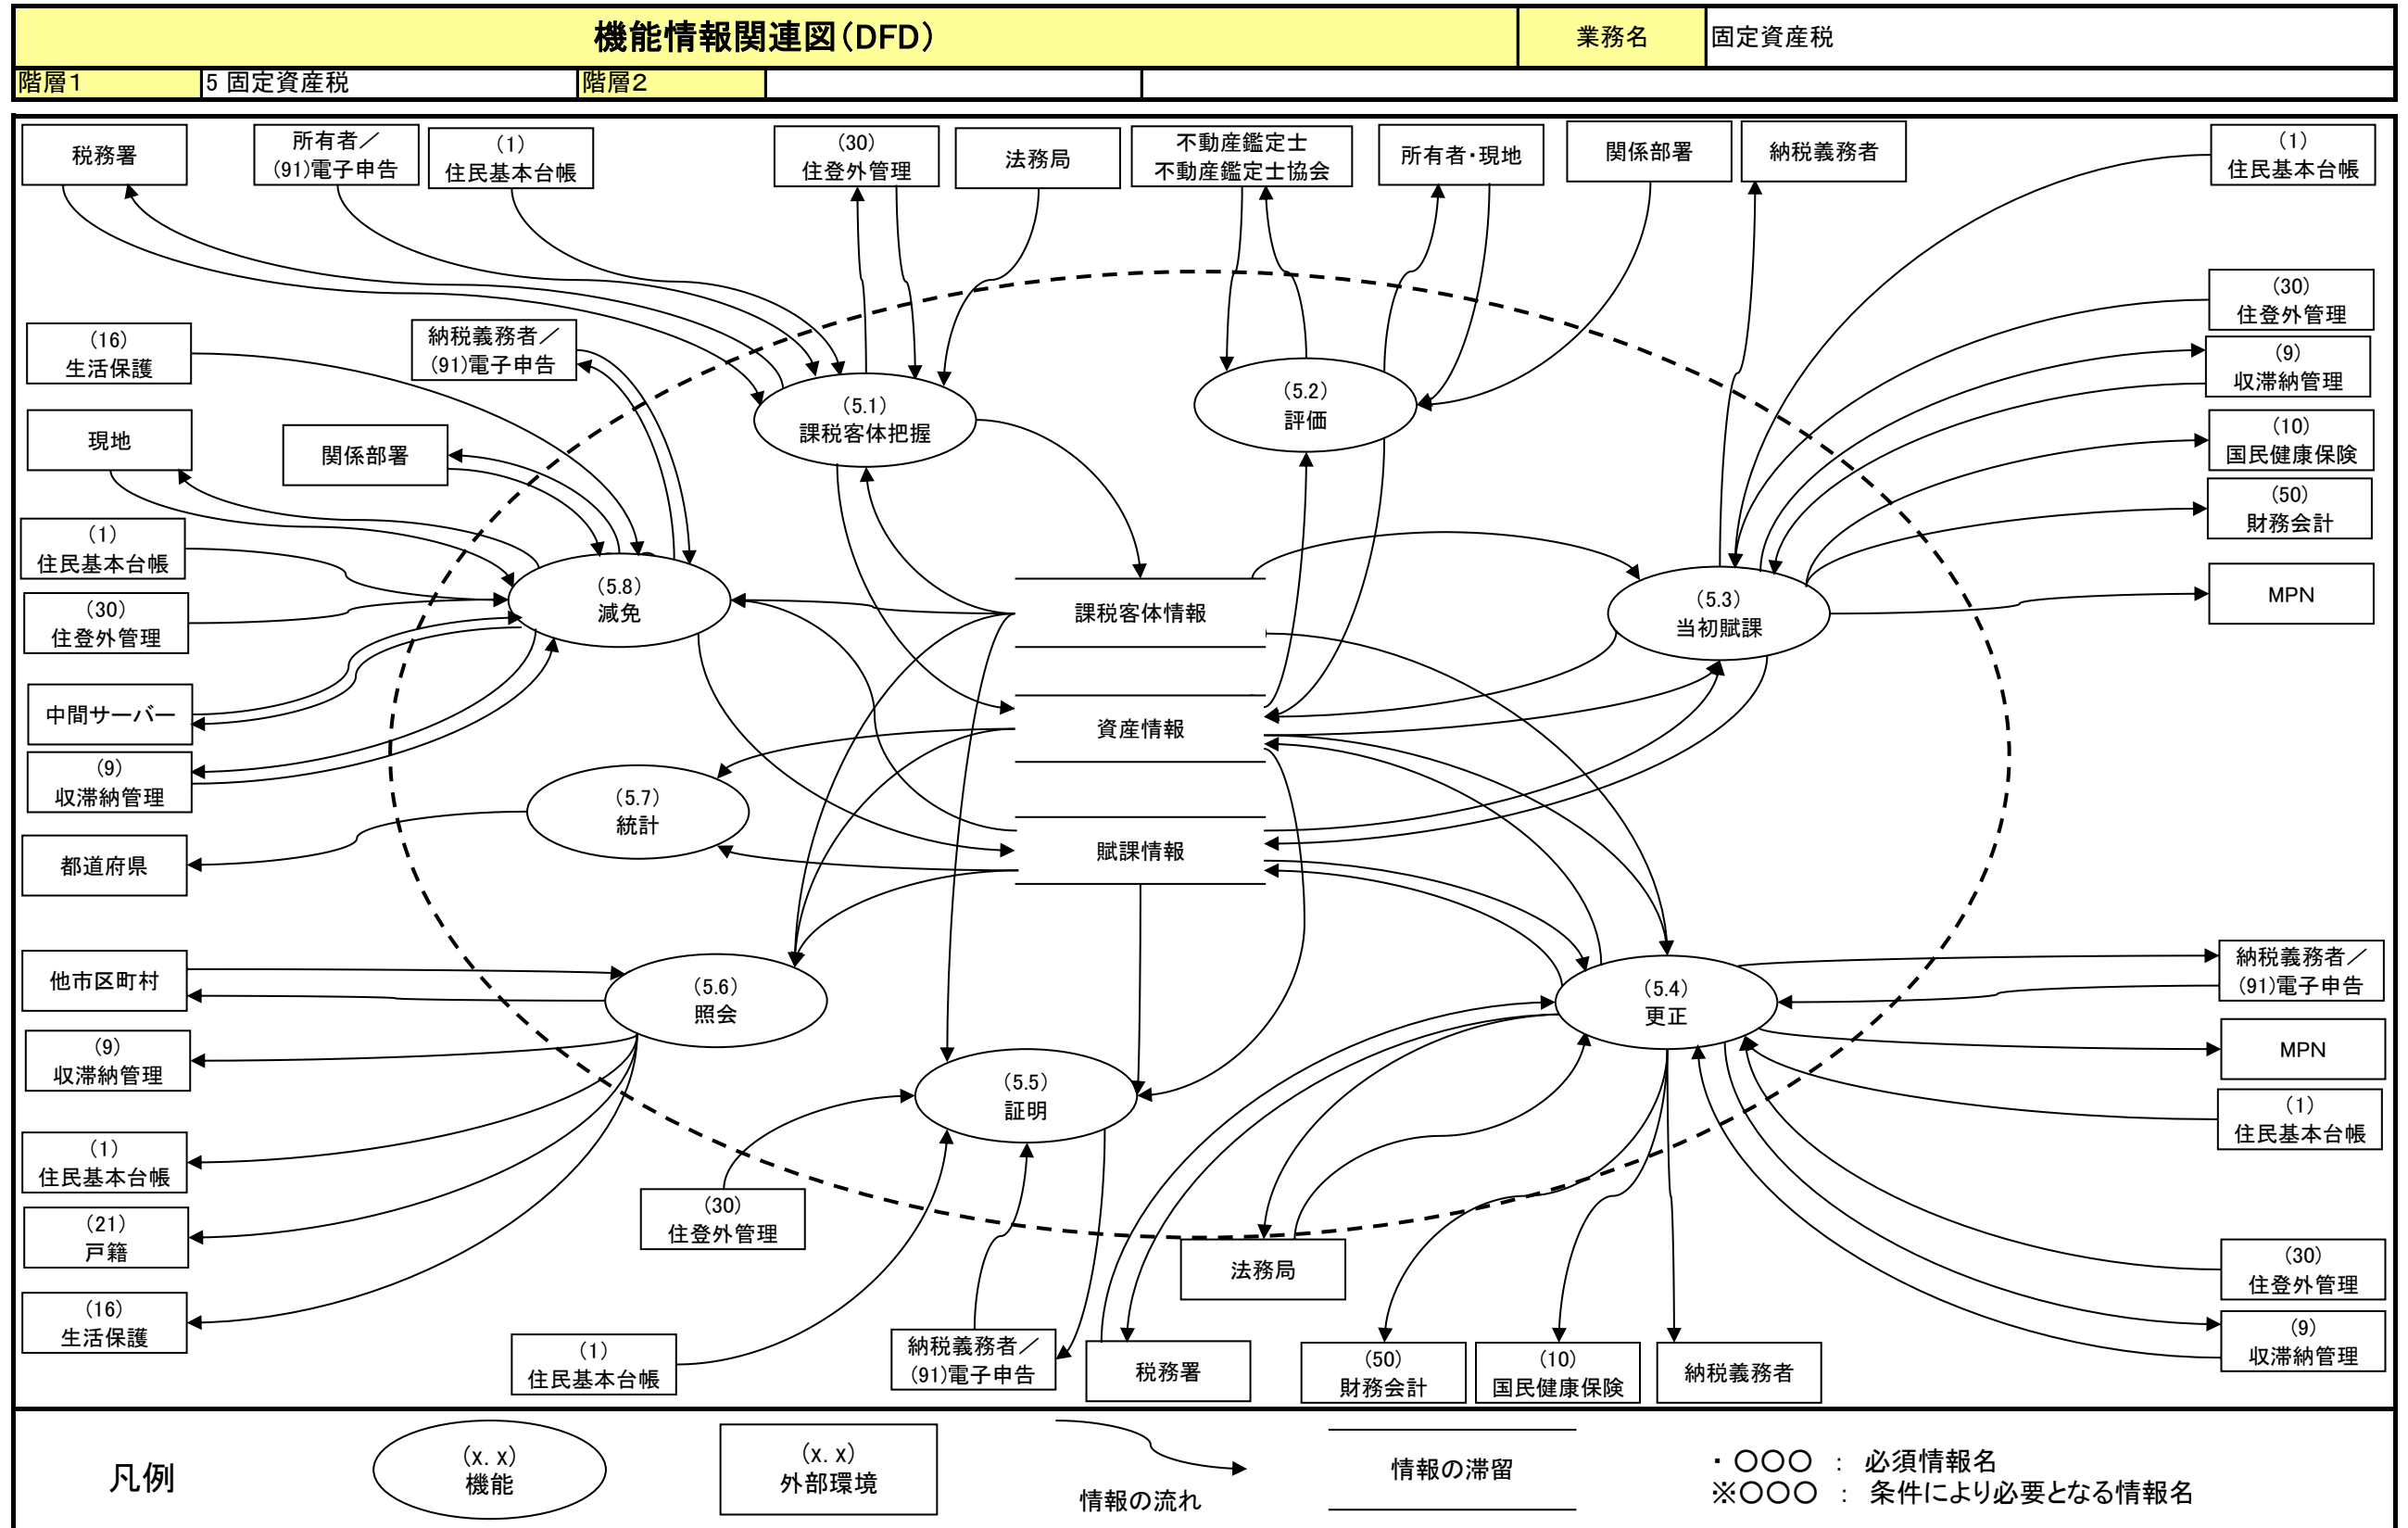 機能情報関連図(DFD)
業務名
固定資産税
階層１
5 固定資産税
階層２
税務署
所有者／
(91)電子申告
(1)
住民基本台帳
(30)
住登外管理
法務局
不動産鑑定士
不動産鑑定士協会
所有者・現地
関係部署
納税義務者
(1)
住民基本台帳
(30)
住登外管理
(9)
収滞納管理
(10)
国民健康保険
(50)
財務会計
MPN
(16)
生活保護
納税義務者／
(91)電子申告
現地
関係部署
(1)
住民基本台帳
(30)
住登外管理
中間サーバー
(9)
収滞納管理
都道府県
(5.1)
課税客体把握
(5.2)
評価
(5.8)
減免
課税客体情報
(5.3)
当初賦課
資産情報
(5.7)
統計
賦課情報
他市区町村
(9)
収滞納管理
(1)
住民基本台帳
(21)
戸籍
(16)
生活保護
(5.6)
照会
(5.5)
証明
(5.4)
更正
納税義務者／
(91)電子申告
MPN
(1)
住民基本台帳
(30)
住登外管理
(9)
収滞納管理
(30)
住登外管理
(1)
住民基本台帳
納税義務者／
(91)電子申告
法務局
税務署
(50)
財務会計
(10)
国民健康保険
納税義務者
凡例
(x. x)
機能
(x. x)
外部環境
情報の流れ
情報の滞留
・ ○○○ ： 必須情報名
※○○○ ： 条件により必要となる情報名